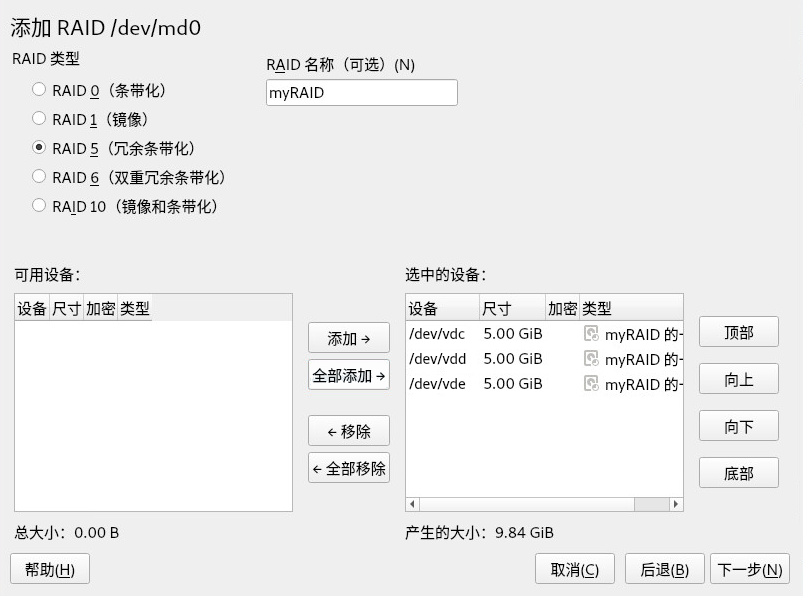 添加 RAID /dev/md0
RAID 类型
RAID 名称（可选）(N)
myRAID
RAID 0（条带化）
RAID 1（镜像）
RAID 5（冗余条带化）
RAID 6（双重冗余条带化）
RAID 10（镜像和条带化）
可用设备：
设备 尺寸 加密 类型
总大小：0.00 B
添加 →
全部添加 →
← 移除
← 全部移除
选中的设备：
设备 尺寸 加密 类型
/dev/vdc 5.00 GiB myRAID 的
/dev/vdd 5.00 GiB myRAID 的
/dev/vde 5.00 GiB myRAID 的
产生的大小：9.84 GiB
顶部
向上
向下
底部
帮助(H)
取消(C)
后退(B)
下一步(N)